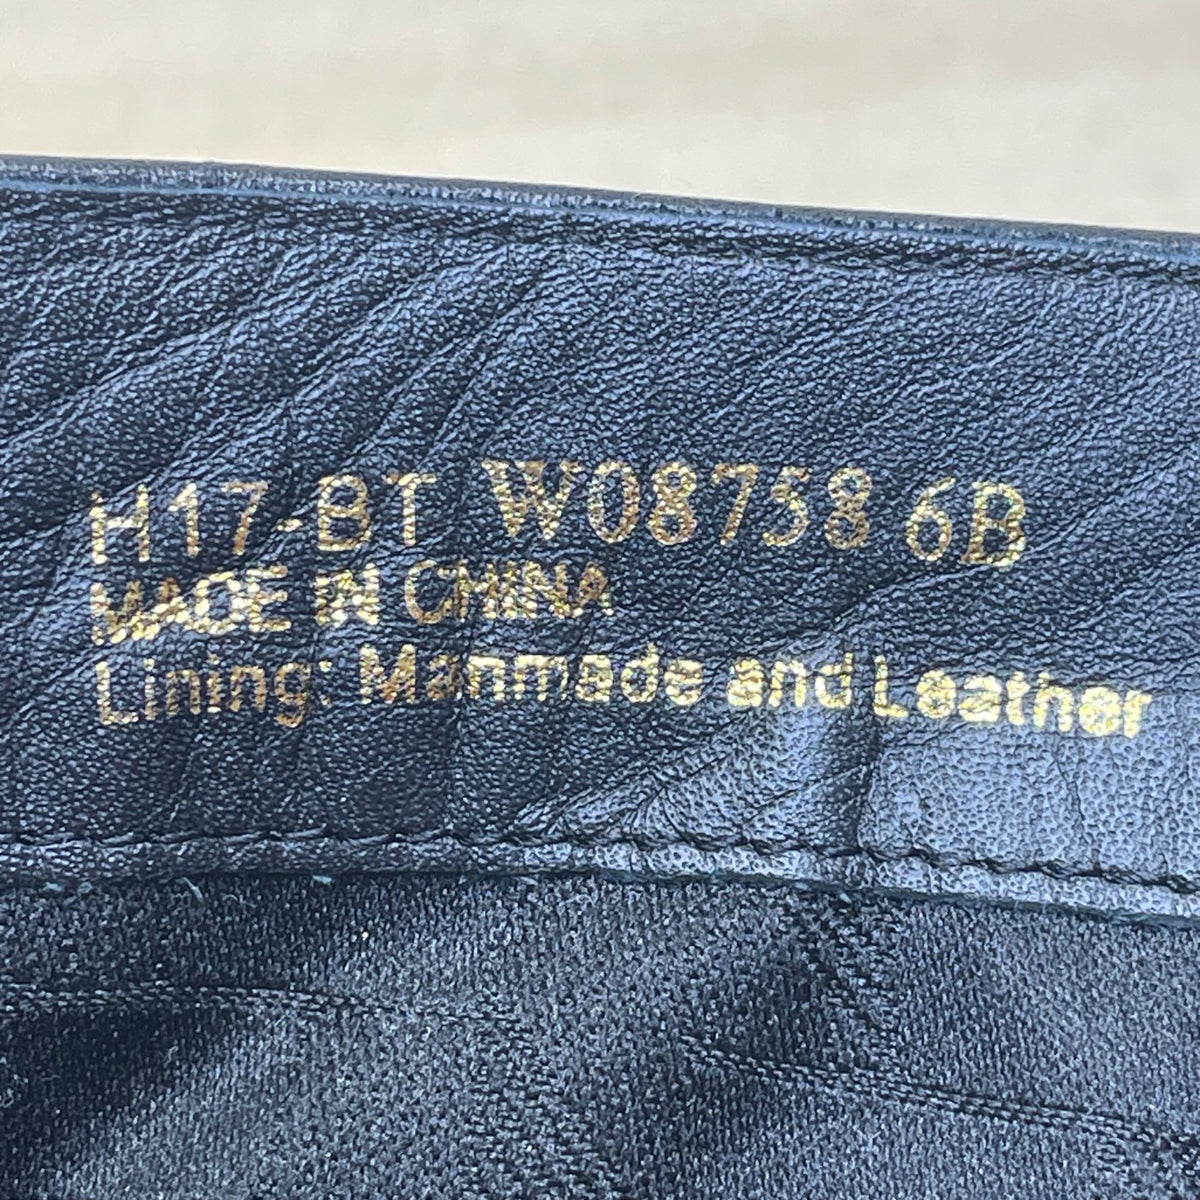 H17-BT W08758 6B
MADE IN CHINA
Lining: Manmade and Leather